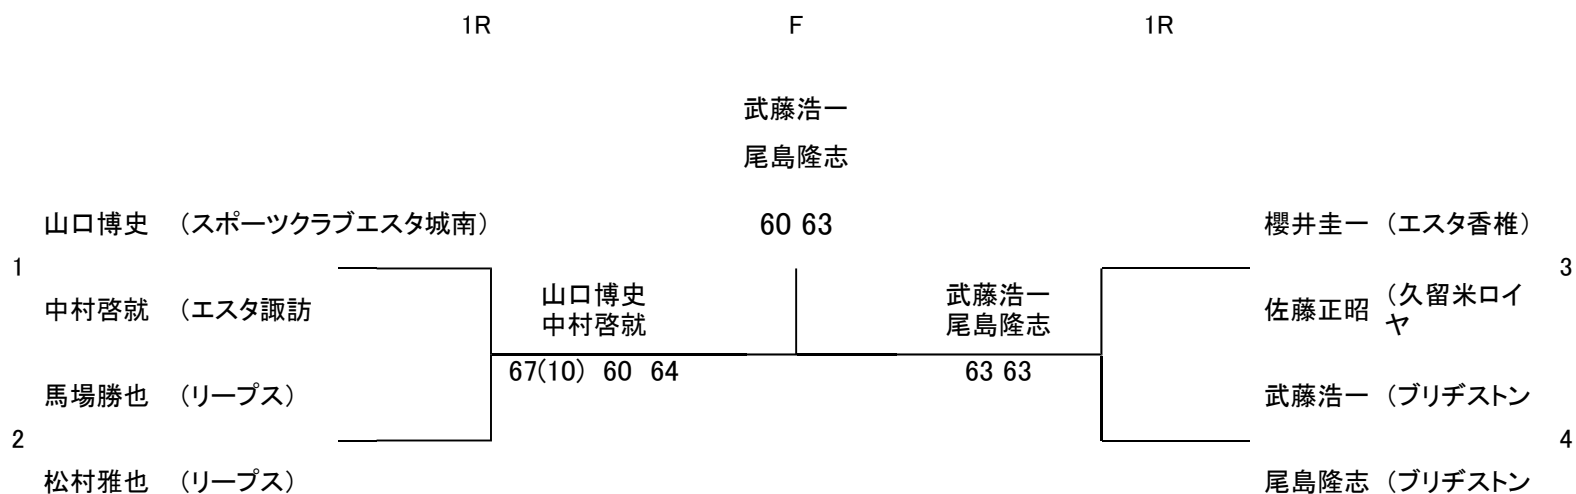 1R F 1R
武藤浩一
尾島隆志
山口博史 (スポーツクラブエスタ城南) 60 63 櫻井圭一 (エスタ香椎)
1 3
中村啓就 (エスタ諏訪 山口博史 武藤浩一 佐藤正昭 (久留米ロイ
中村啓就 尾島隆志 ヤ
67(10) 60 64 63 63
馬場勝也 (リープス) 武藤浩一 (ブリヂストン
2 4
松村雅也 (リープス) 尾島隆志 (ブリヂストン